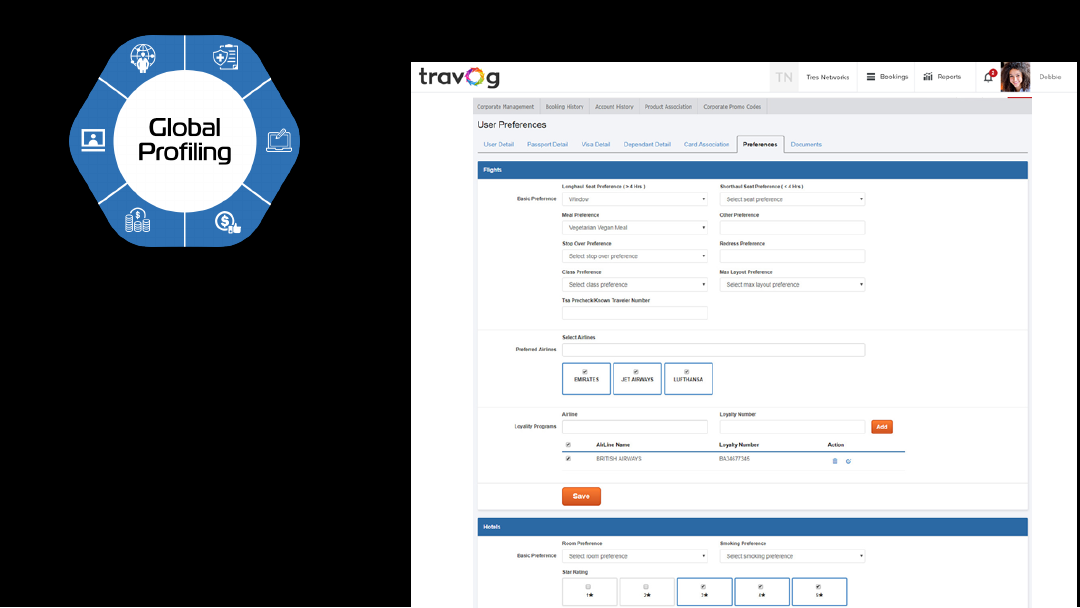 Global
Profiling
travog
TN Tres Networks Bookings Reports 2 Debbie
Corporate Management Booking History Account History Product Association Corporate Promo Codes
User Preferences
User Detail Passport Detail Visa Detail Dependant Detail Card Association Preferences Documents
Flights
Longhaul Seat Preference ( > 4 Hrs ) Shorthaul Seat Preference ( < 4 Hrs )
Basic Preference Window Select seat preference
Meal Preference Other Preference
Vegetarian Vegan Meal
Stop Over Preference Redress Preference
Select stop over preference
Class Preference Max Layout Preference
Select class preference Select max layout preference
Tsa Precheck/Known Traveler Number
Select Airlines
Preferred Airlines
EMIRATES JET AIRWAYS LUFTHANSA
Airline Loyalty Number
Loyalty Programs Add
AirLine Name Loyalty Number Action
BRITISH AIRWAYS
Save
Hotels
Room Preference Smoking Preference
Basic Preference Select room preference Select smoking preference
Star Rating
1★ 2★ 3★ 4★ 5★